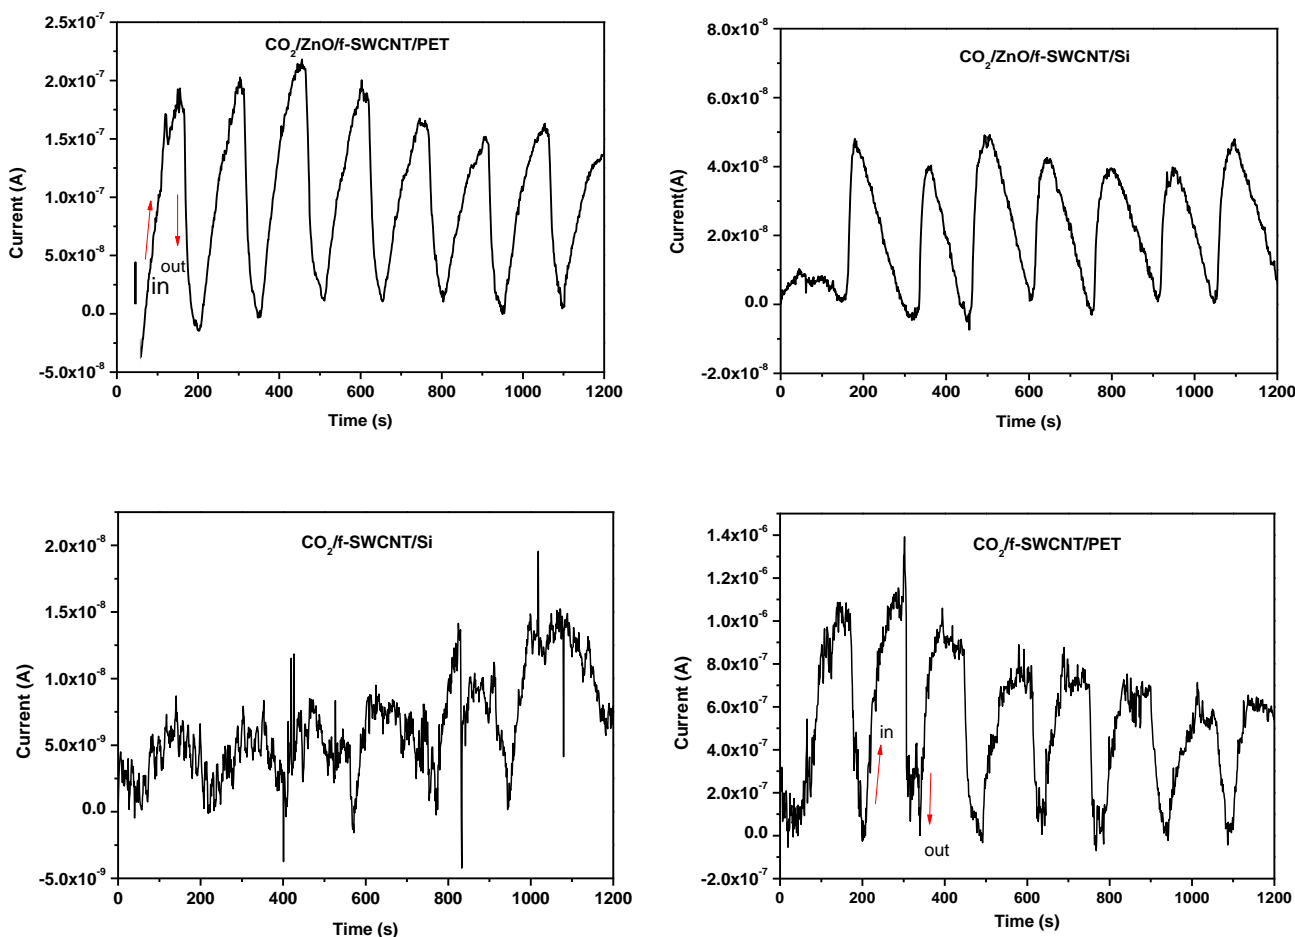 CO₂/ZnO/f-SWCNT/PET
2.5x10⁻⁷
2.0x10⁻⁷
1.5x10⁻⁷
1.0x10⁻⁷
5.0x10⁻⁸
0.0
-5.0x10⁻⁸
Current (A)
in
out
0 200 400 600 800 1000 1200
Time (s)
CO₂/ZnO/f-SWCNT/Si
8.0x10⁻⁸
6.0x10⁻⁸
4.0x10⁻⁸
2.0x10⁻⁸
0.0
-2.0x10⁻⁸
Current(A)
0 200 400 600 800 1000 1200
Time (s)
CO₂/f-SWCNT/Si
2.0x10⁻⁸
1.5x10⁻⁸
1.0x10⁻⁸
5.0x10⁻⁹
0.0
-5.0x10⁻⁹
Current (A)
0 200 400 600 800 1000 1200
Time (s)
CO₂/f-SWCNT/PET
1.4x10⁻⁶
1.2x10⁻⁶
1.0x10⁻⁶
8.0x10⁻⁷
6.0x10⁻⁷
4.0x10⁻⁷
2.0x10⁻⁷
0.0
-2.0x10⁻⁷
Current (A)
in
out
0 200 400 600 800 1000 1200
Time (s)